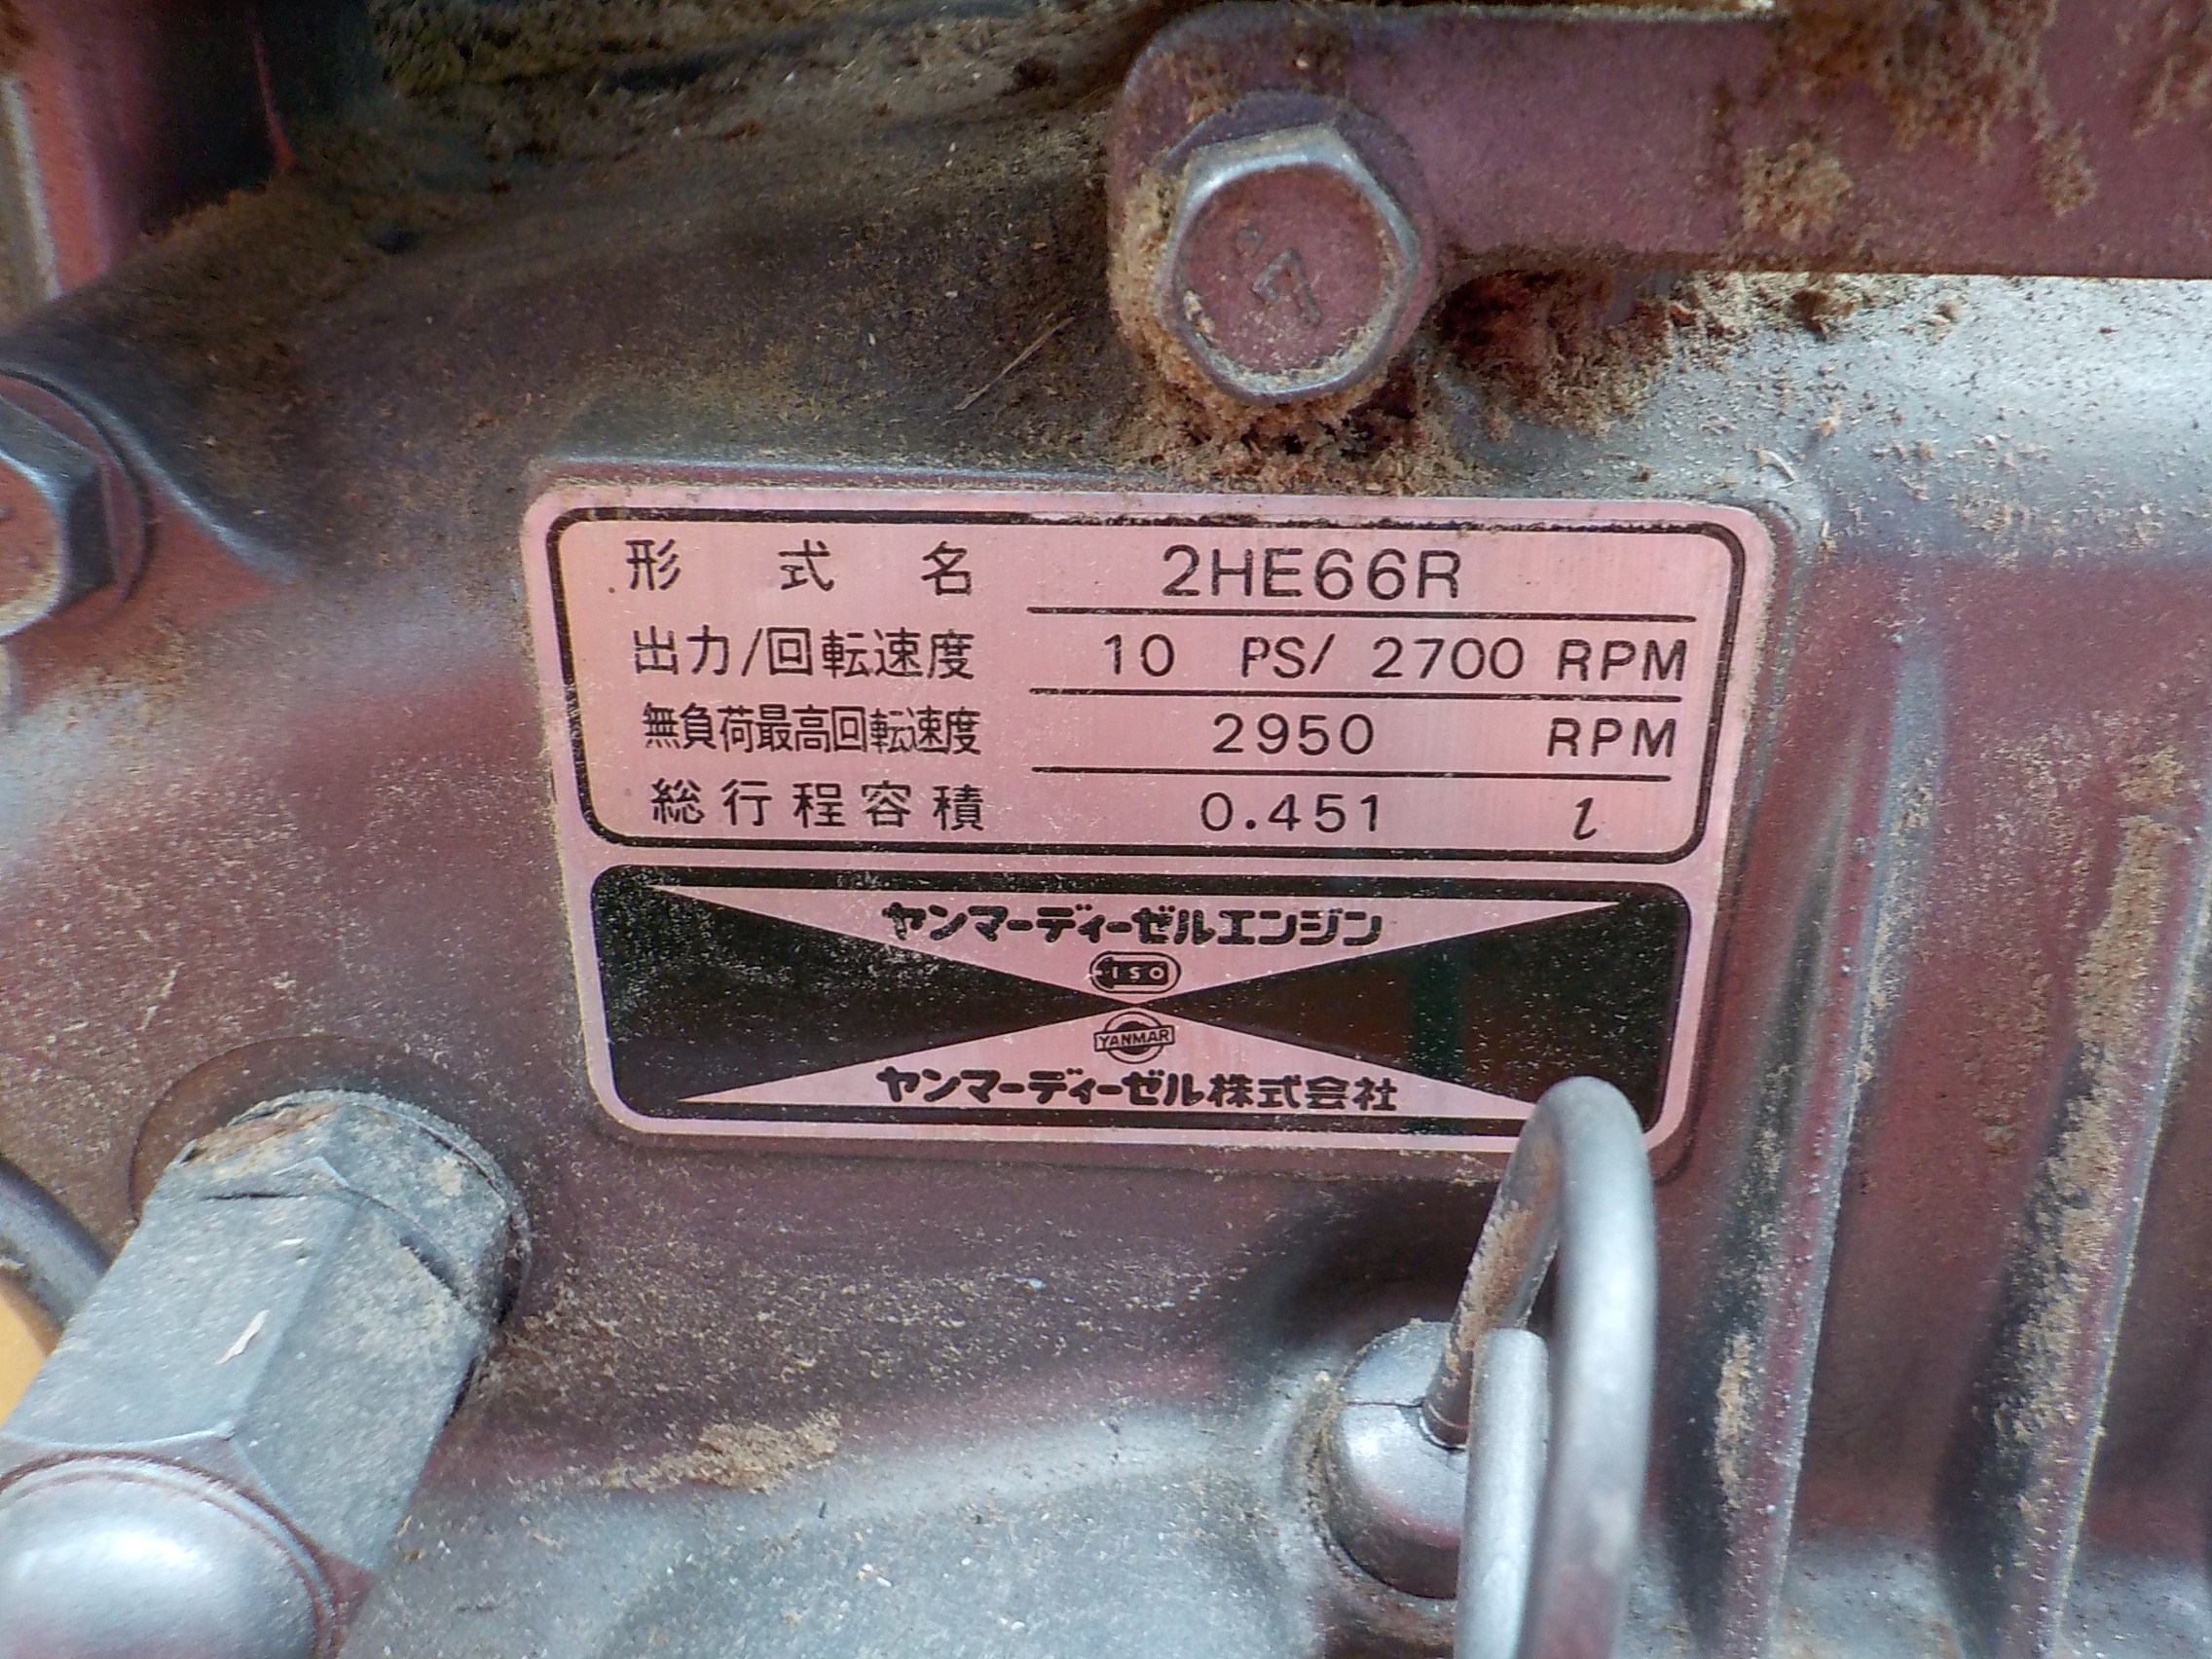 形式名 2HE66R
出力/回転速度 10 PS/ 2700 RPM
無負荷最高回転速度 2950 RPM
総行程容積 0.451 l
ヤンマーディーゼルエンジン
ISO
YANMAR
ヤンマーディーゼル株式会社